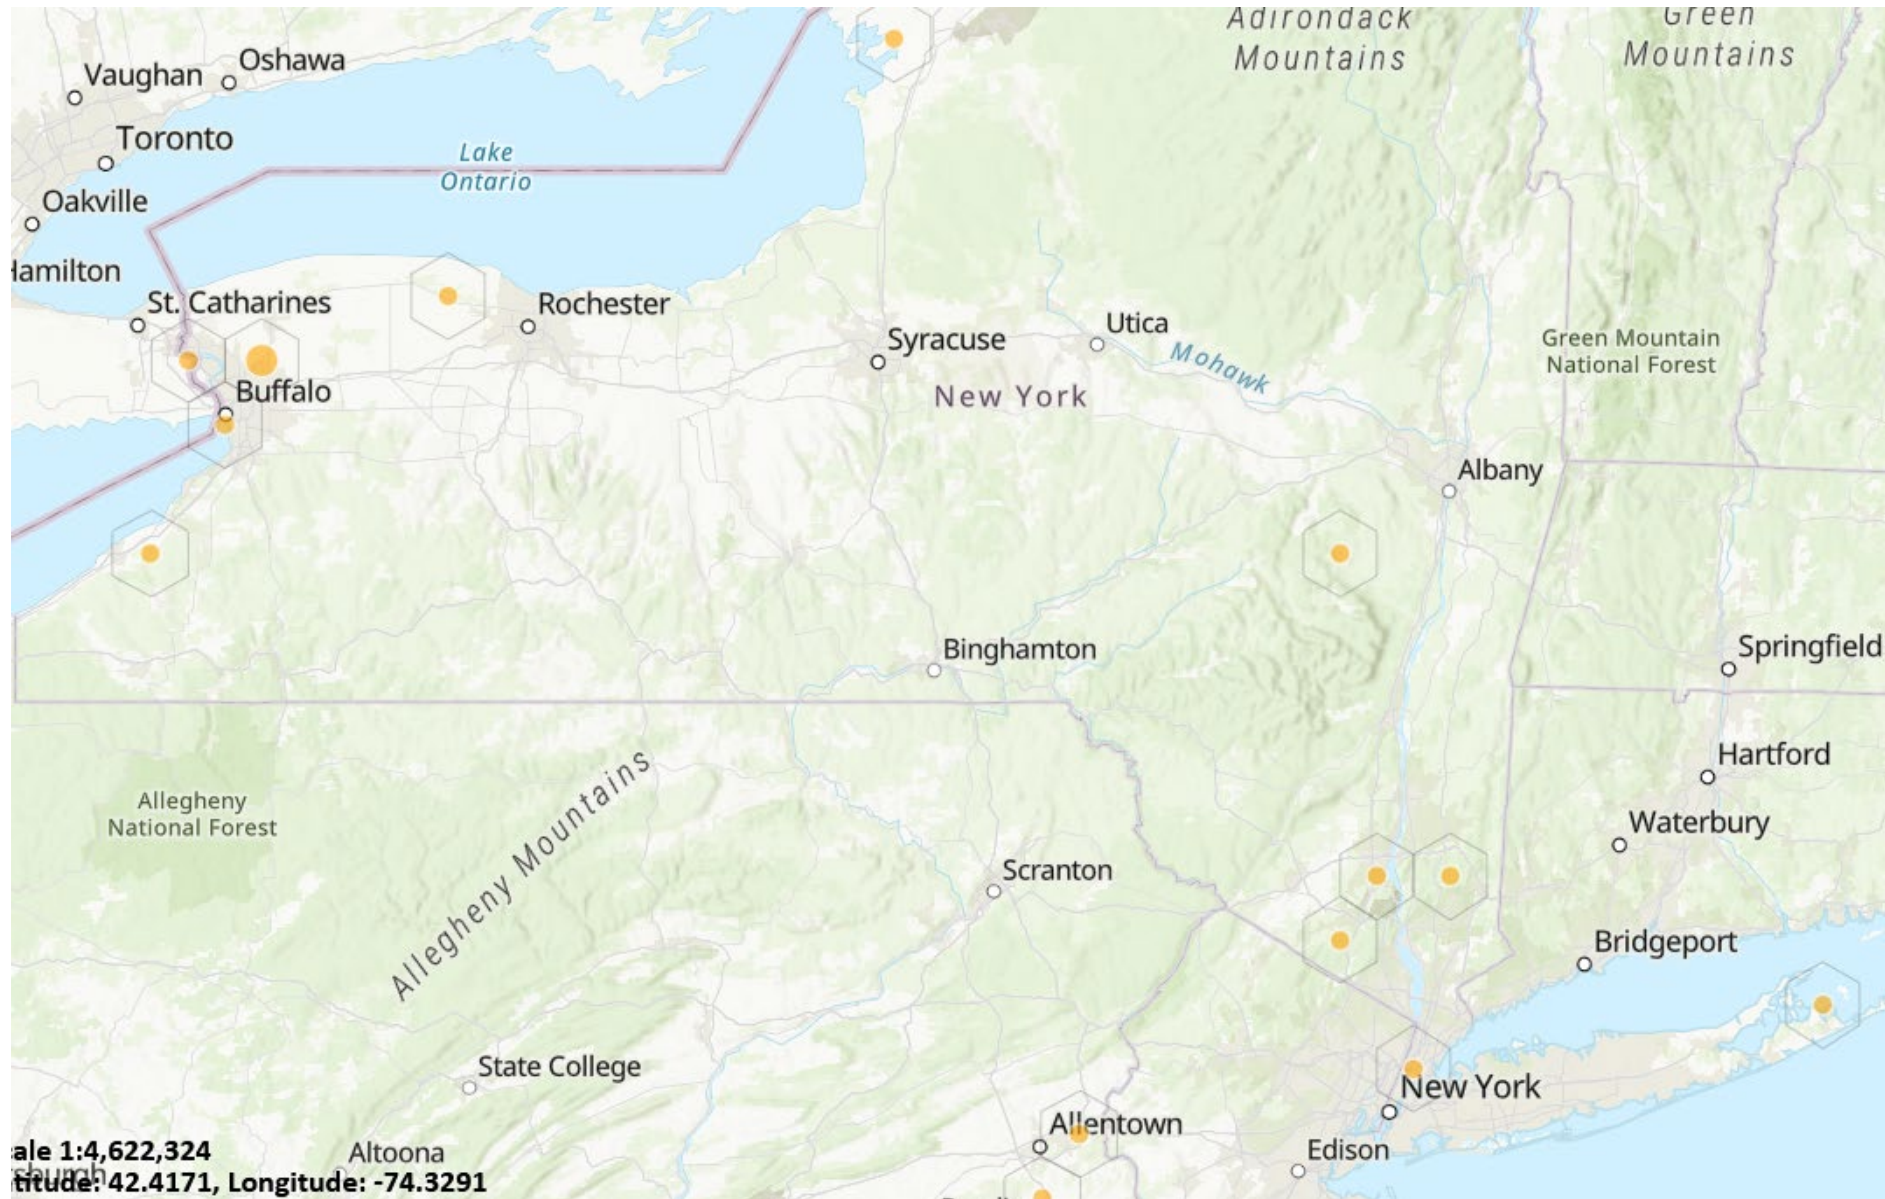 Adirondack
Mountains
Green
Mountains
Oshawa
Vaughan
Toronto
Lake
Ontario
Oakville
Hamilton
St. Catharines
Rochester
Utica
Syracuse
Mohawk
Green Mountain
National Forest
Buffalo
New York
Albany
Binghamton
Springfield
Hartford
Allegheny
National Forest
Allegheny Mountains
Waterbury
Scranton
Bridgeport
State College
New York
Allentown
Altoona
Edison
ale 1:4,622,324
titude: 42.4171, Longitude: -74.3291